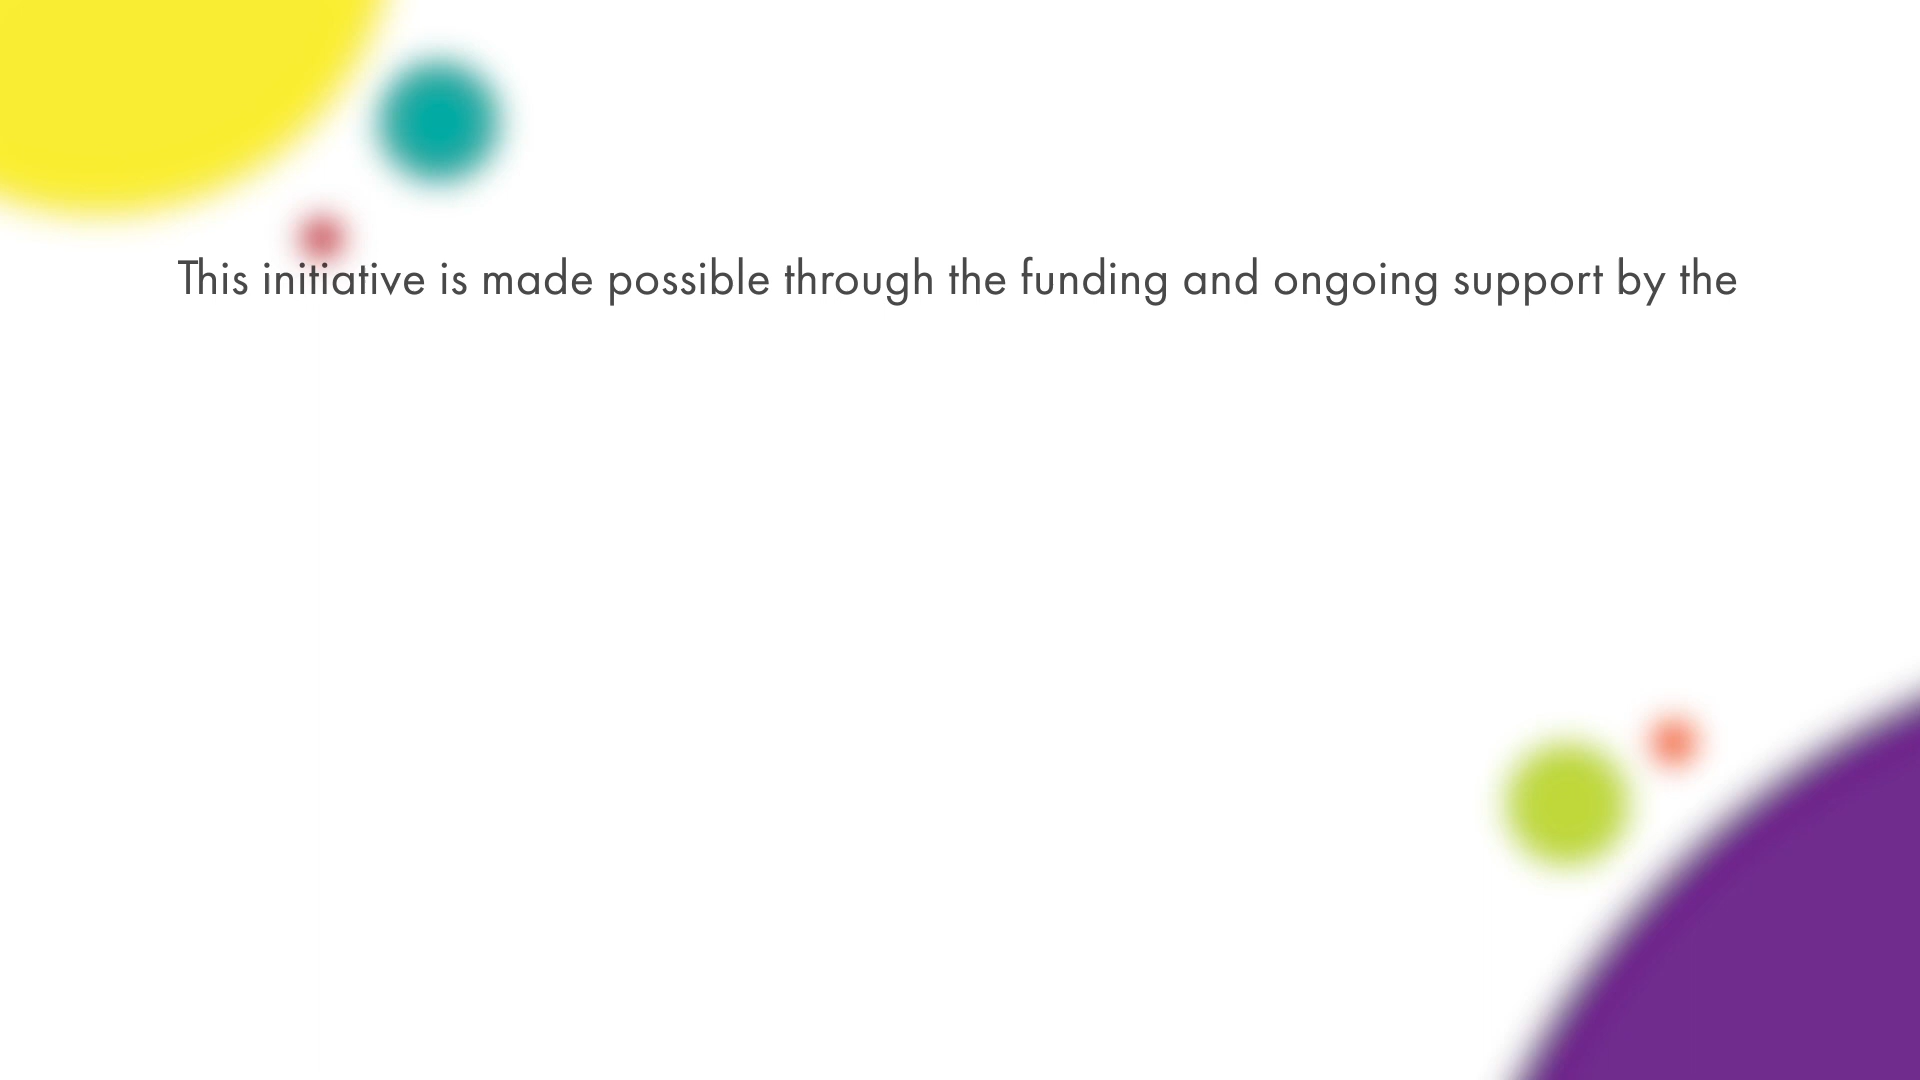 This initiative is made possible through the funding and ongoing support by the